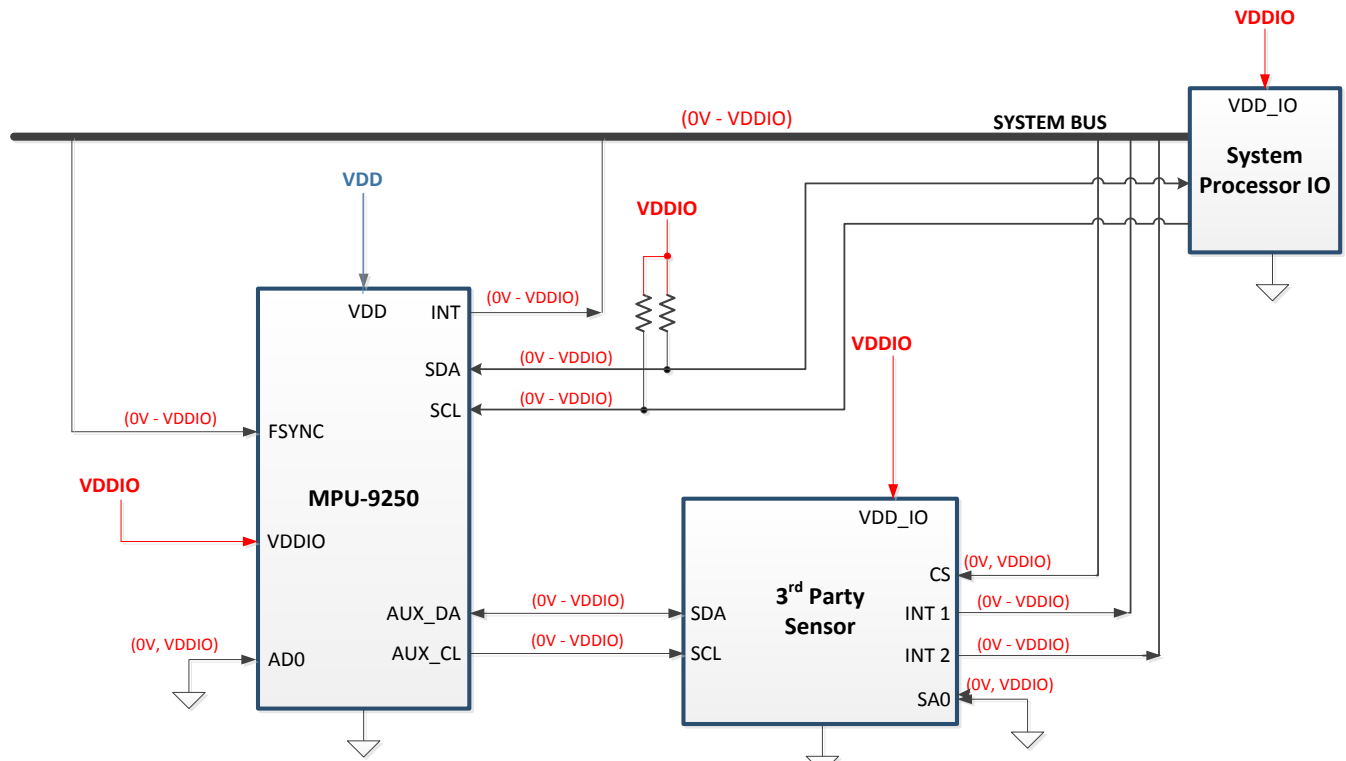 VDDIO
VDD_IO
(0V - VDDIO)
SYSTEM BUS
System
Processor IO
VDD
VDDIO
VDD
INT
(0V - VDDIO)
SDA
(0V - VDDIO)
VDDIO
SCL
(0V - VDDIO)
(0V - VDDIO)
FSYNC
VDDIO
MPU-9250
VDD_IO
VDDIO
CS
(0V, VDDIO)
3rd Party
Sensor
AUX_DA
(0V - VDDIO)
SDA
INT 1
(0V - VDDIO)
(0V, VDDIO)
AD0
AUX_CL
(0V - VDDIO)
SCL
INT 2
(0V - VDDIO)
SA0
(0V, VDDIO)